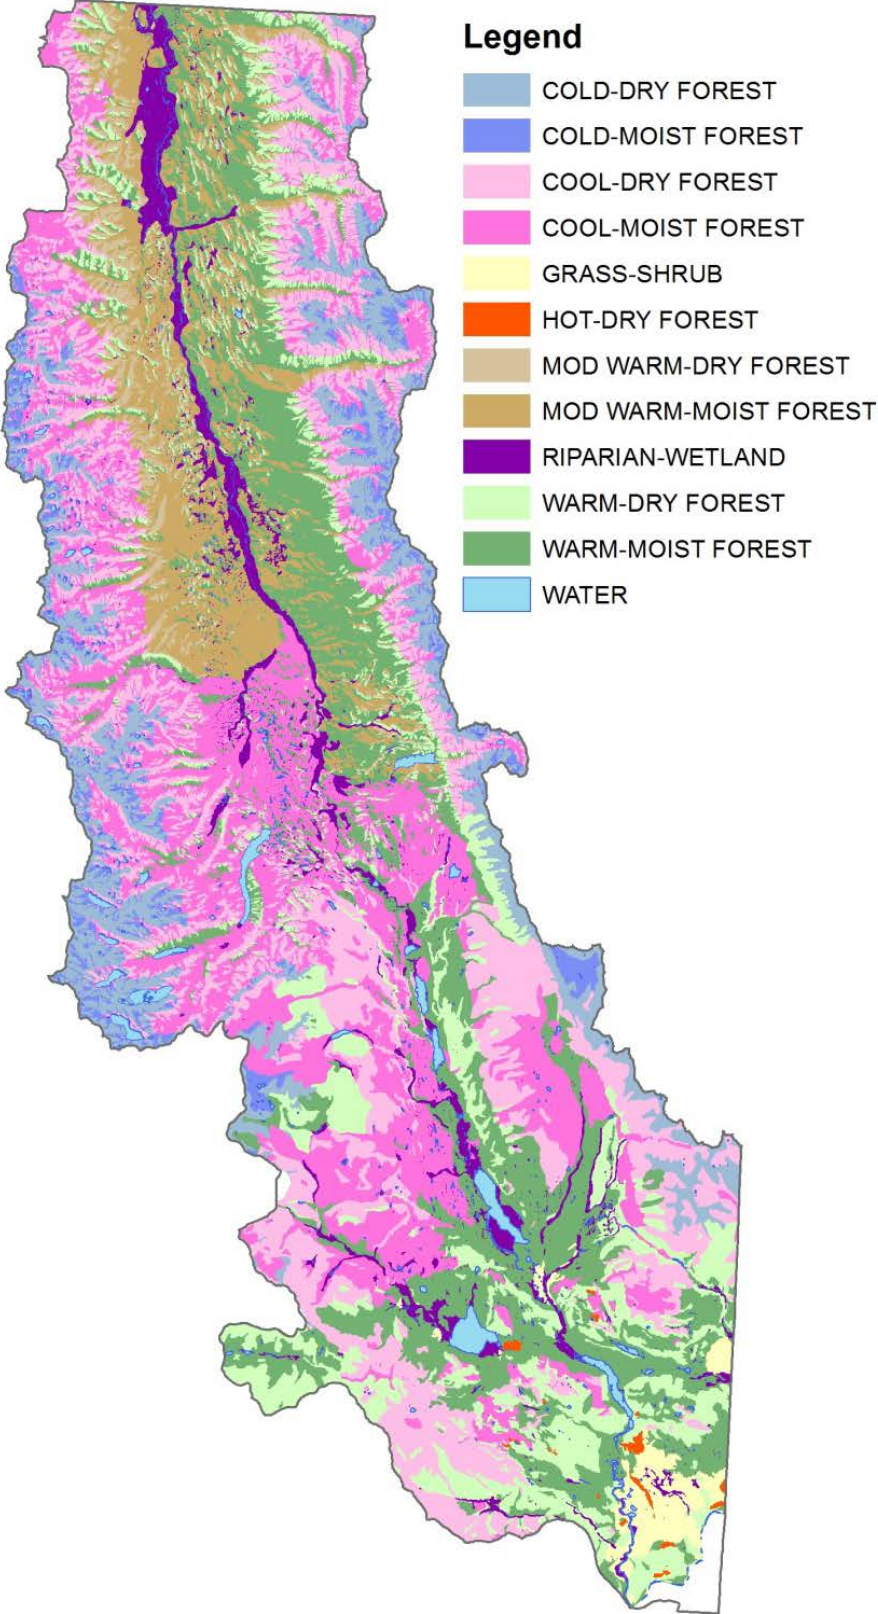 Legend
COLD-DRY FOREST
COLD-MOIST FOREST
COOL-DRY FOREST
COOL-MOIST FOREST
GRASS-SHRUB
HOT-DRY FOREST
MOD WARM-DRY FOREST
MOD WARM-MOIST FOREST
RIPARIAN-WETLAND
WARM-DRY FOREST
WARM-MOIST FOREST
WATER